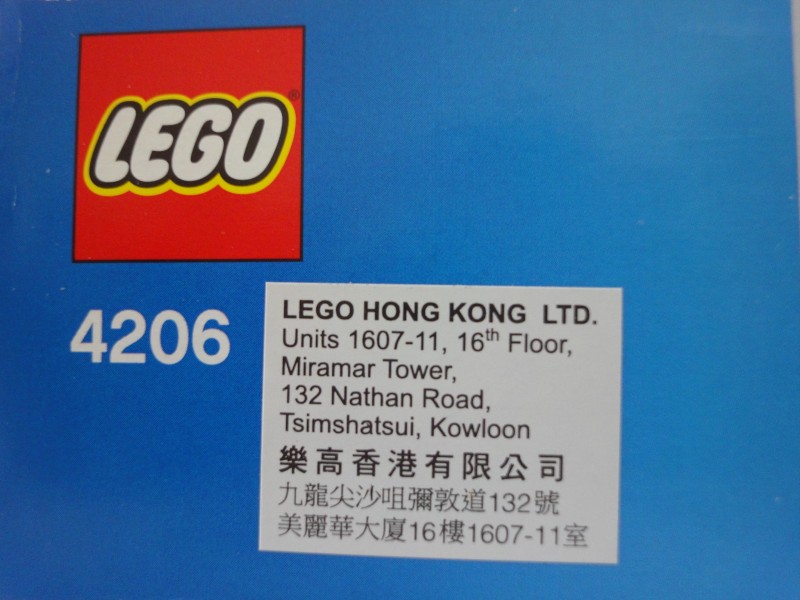 LEGO®
4206
LEGO HONG KONG LTD.
Units 1607-11, 16th Floor,
Miramar Tower,
132 Nathan Road,
Tsimshatsui, Kowloon
樂高香港有限公司
九龍尖沙咀彌敦道132號
美麗華大廈16樓1607-11室